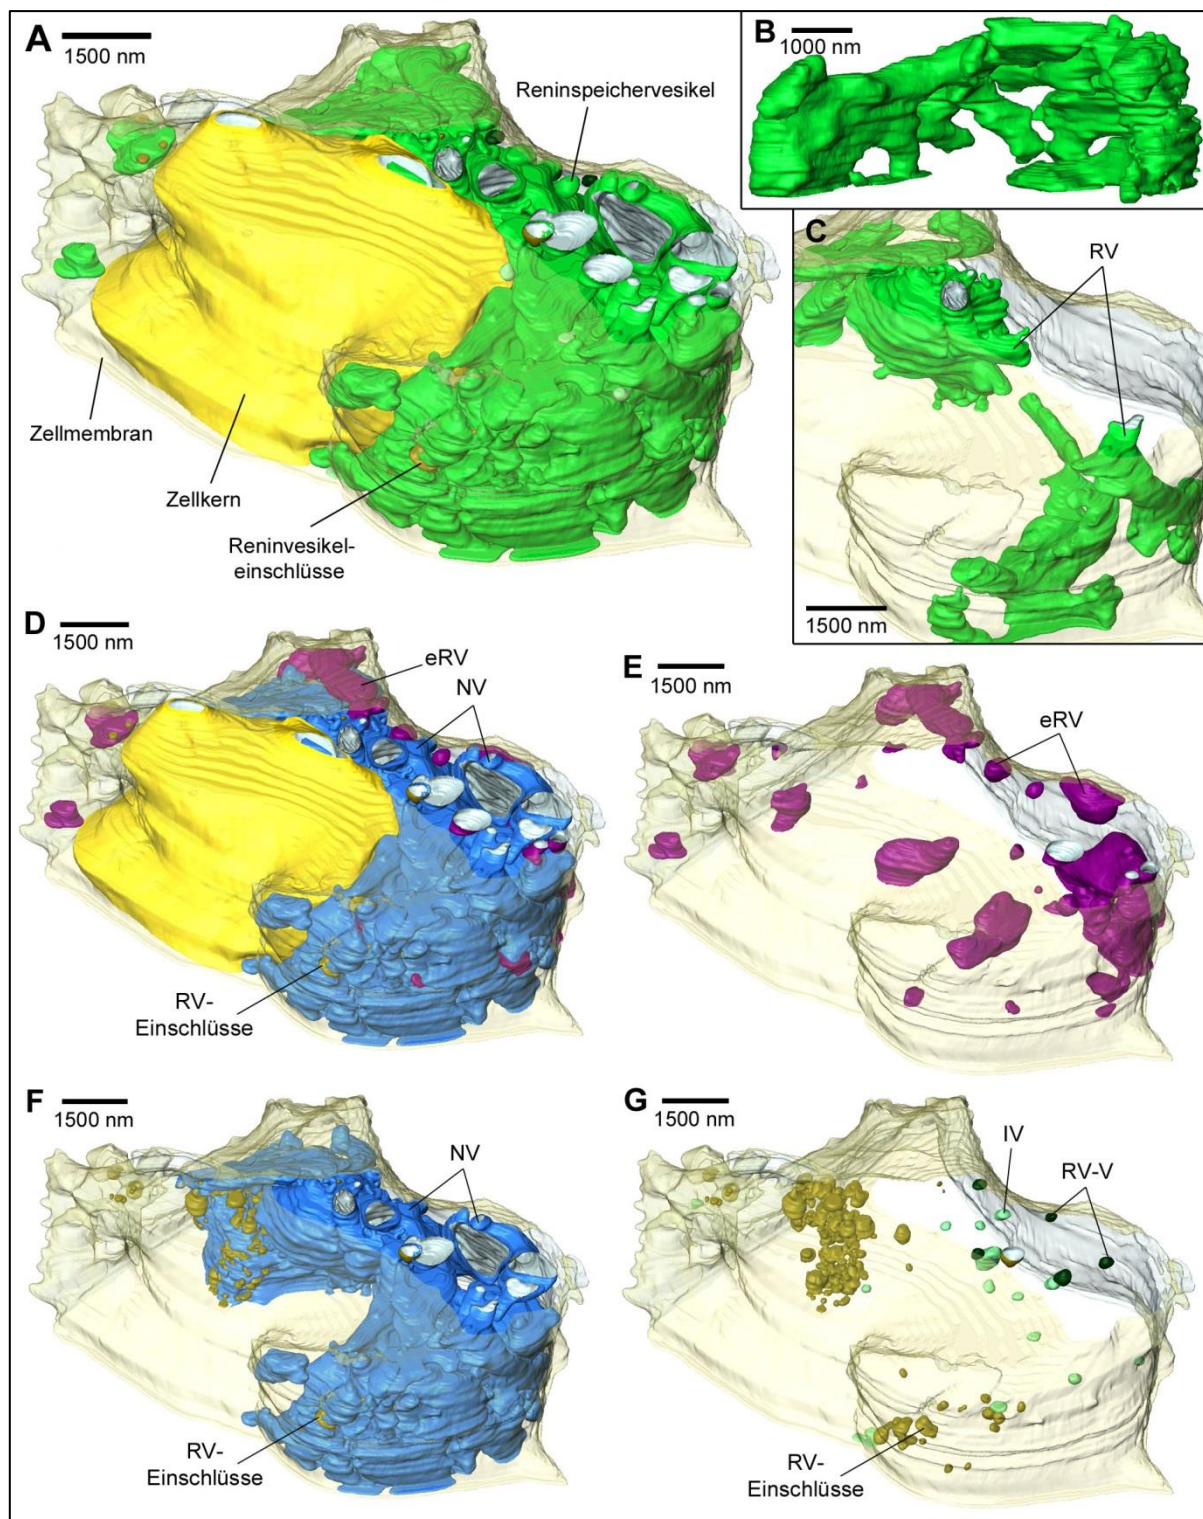 A
1500 nm
Reninspeichervesikel
Zellmembran
Zellkern
Reninvesikel-
einschlüsse
B
1000 nm
C
RV
1500 nm
D
1500 nm
eRV
NV
RV-
Einschlüsse
E
1500 nm
eRV
F
1500 nm
NV
RV-
Einschlüsse
G
1500 nm
IV
RV-V
RV-
Einschlüsse